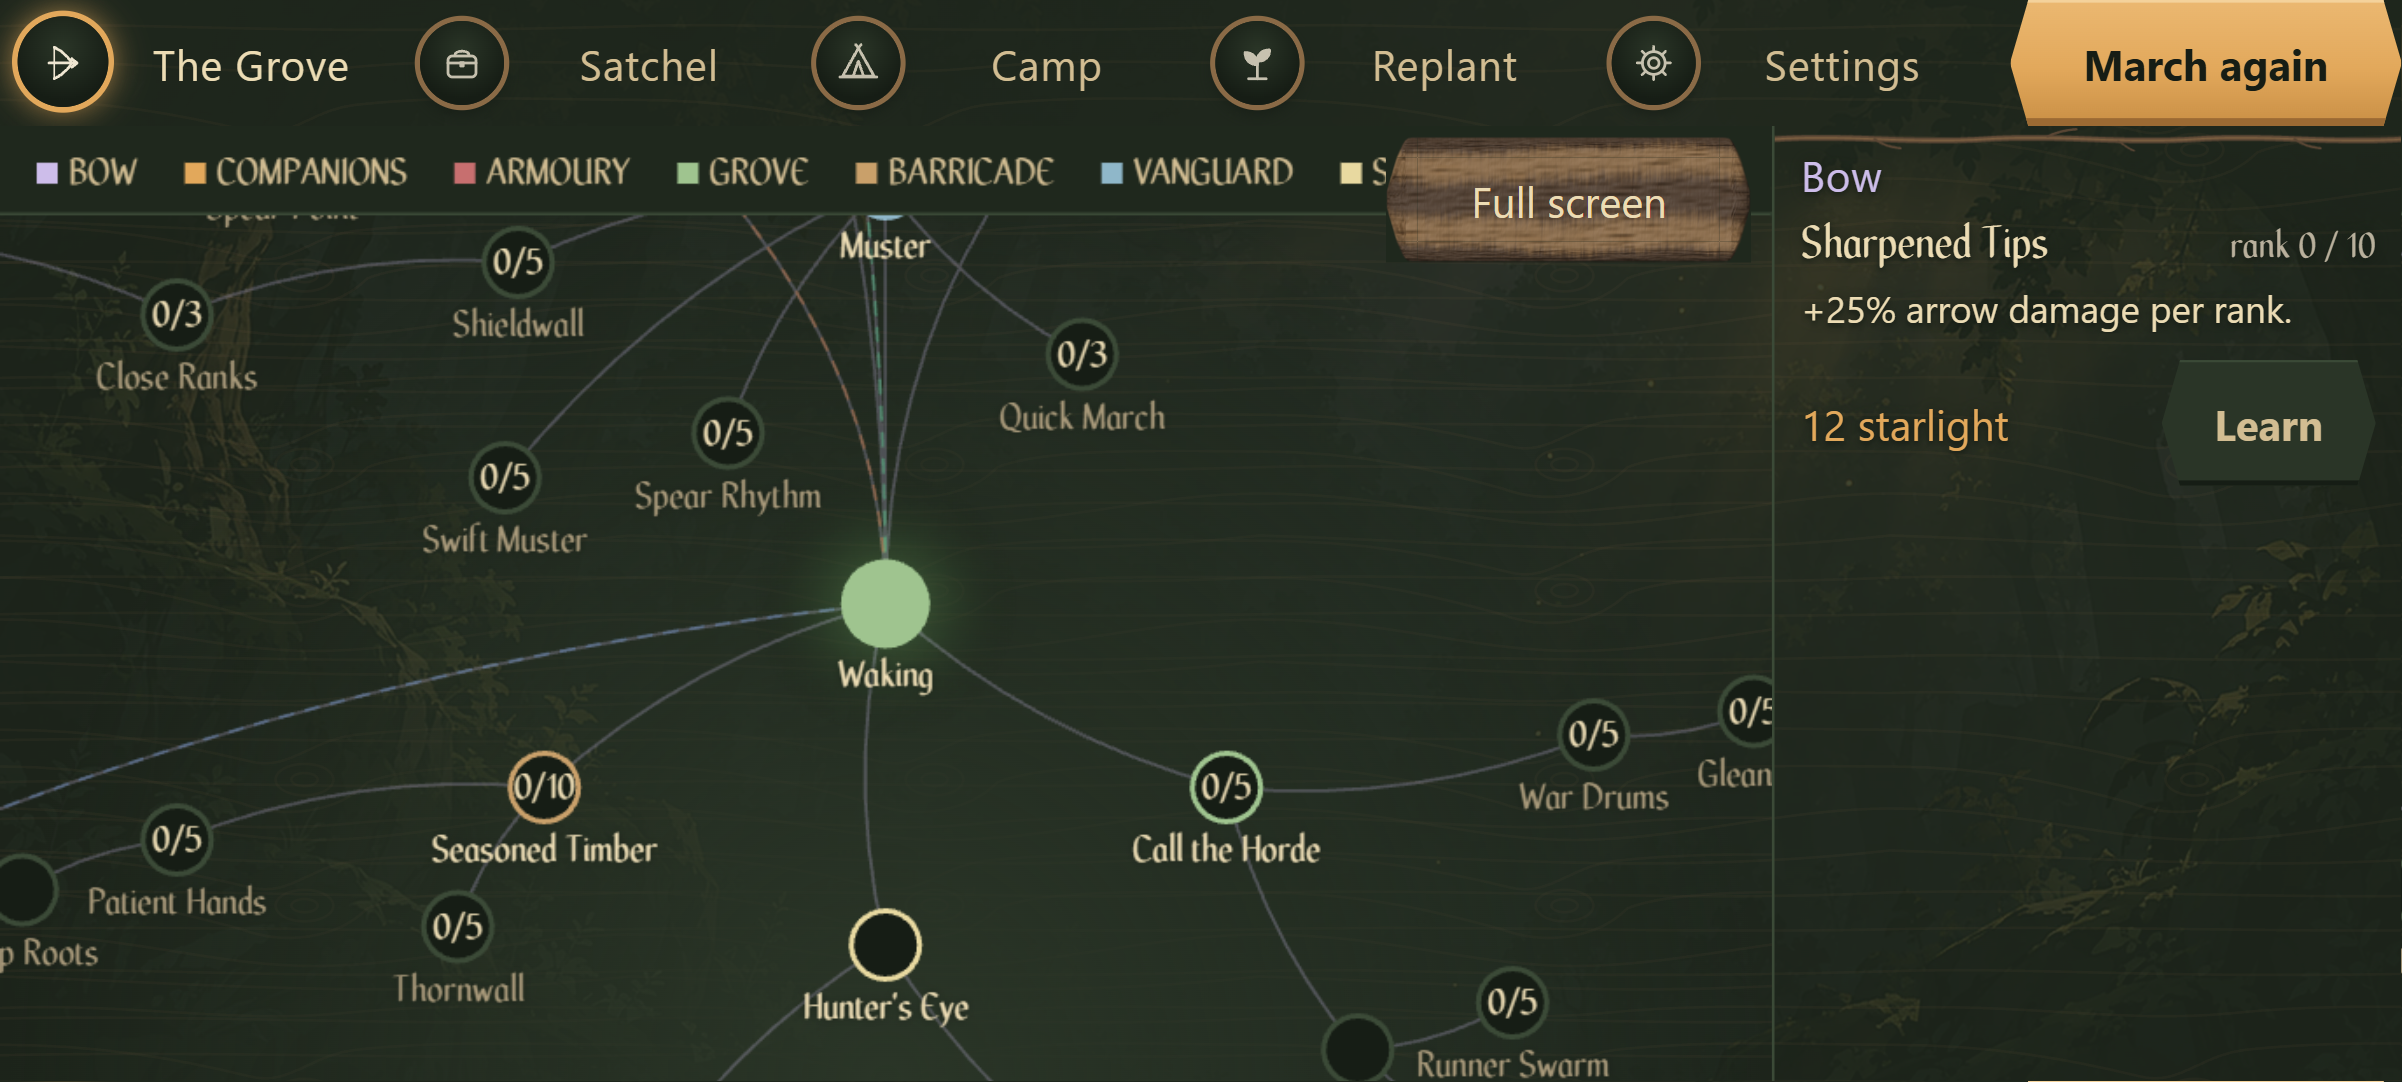 The Grove
Satchel
Camp
Replant
Settings
March again
BOW
COMPANIONS
ARMOURY
GROVE
BARRICADE
VANGUARD
S
Full screen
Bow
Sharpened Tips
rank 0 / 10
+25% arrow damage per rank.
12 starlight
Learn
Muster
0/5
Shieldwall
0/3
Close Ranks
0/3
Quick March
0/5
Spear Rhythm
0/5
Swift Muster
Waking
0/5
War Drums
0/5
Glean
0/10
Seasoned Timber
0/5
Call the Horde
0/5
Patient Hands
p Roots
0/5
Thornwall
Hunter's Eye
0/5
Runner Swarm